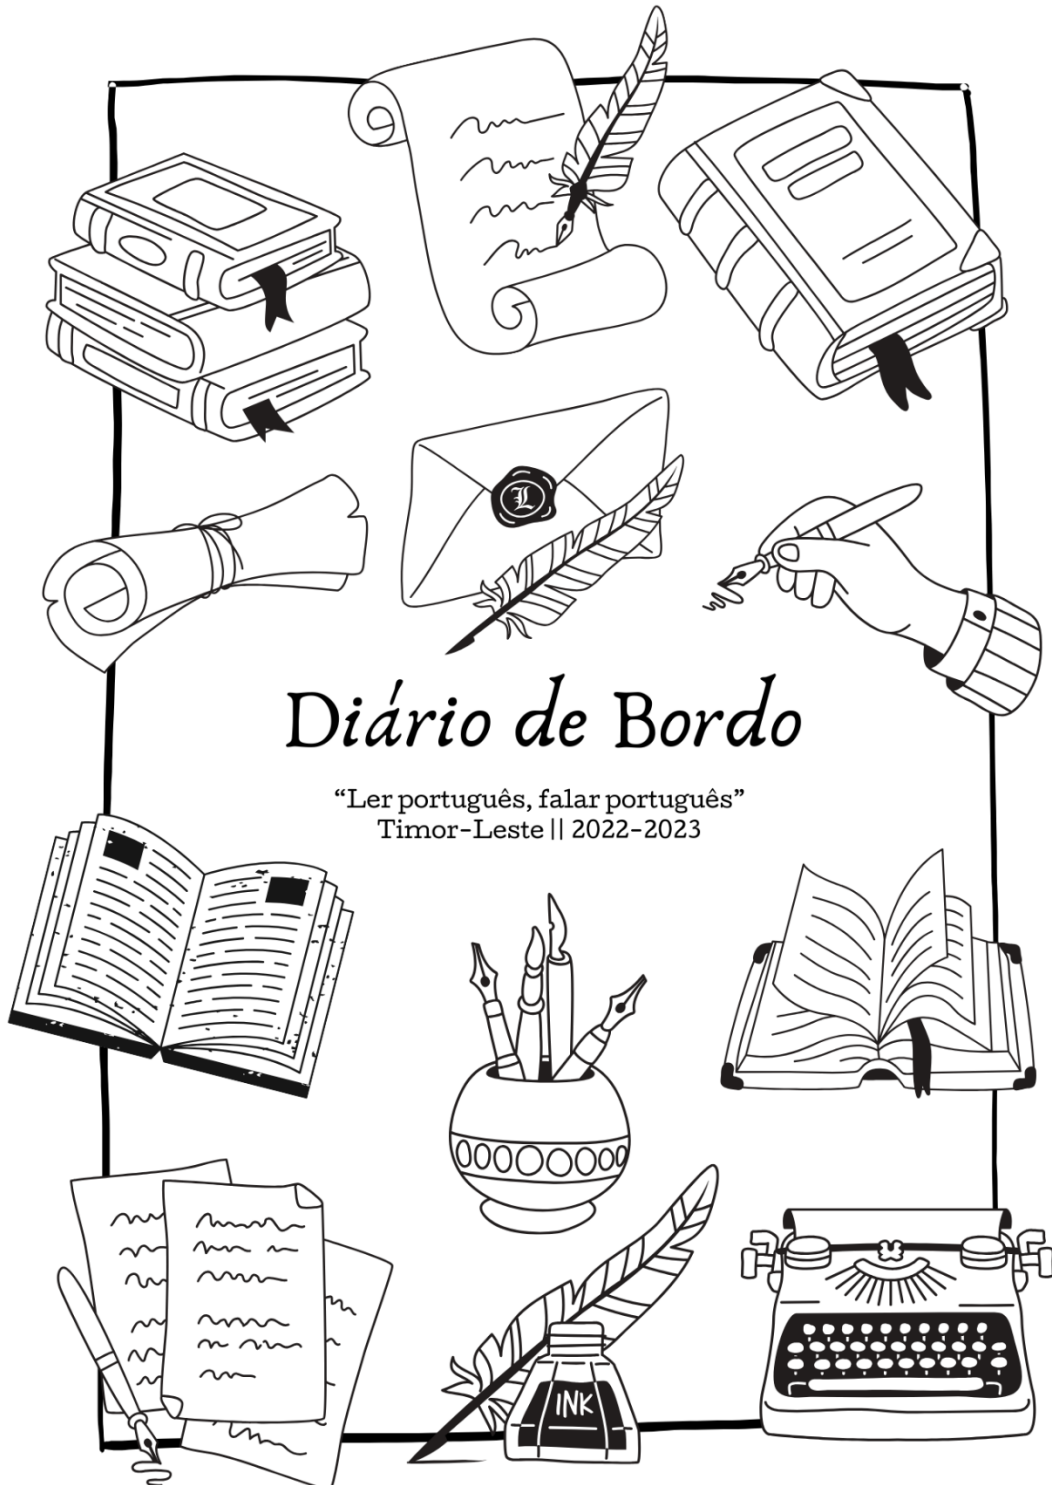 L
Diário de Bordo
“Ler português, falar português”
Timor-Leste || 2022-2023
INK